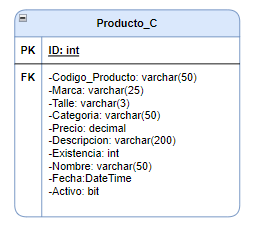 Producto_C
PK ID: int
FK -Codigo_Producto: varchar(50)
-Marca: varchar(25)
-Talle: varchar(3)
-Categoria: varchar(50)
-Precio: decimal
-Descripcion: varchar(200)
-Existencia: int
-Nombre: varchar(50)
-Fecha:DateTime
-Activo: bit